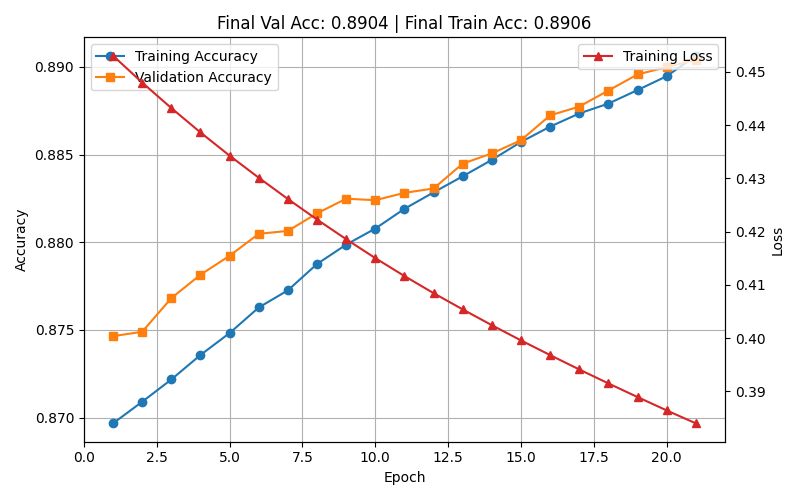 Final Val Acc: 0.8904 | Final Train Acc: 0.8906
Training Accuracy
Validation Accuracy
Training Loss
0.890
0.885
0.880
0.875
0.870
Accuracy
0.45
0.44
0.43
0.42
0.41
0.40
0.39
Loss
0.0 2.5 5.0 7.5 10.0 12.5 15.0 17.5 20.0
Epoch